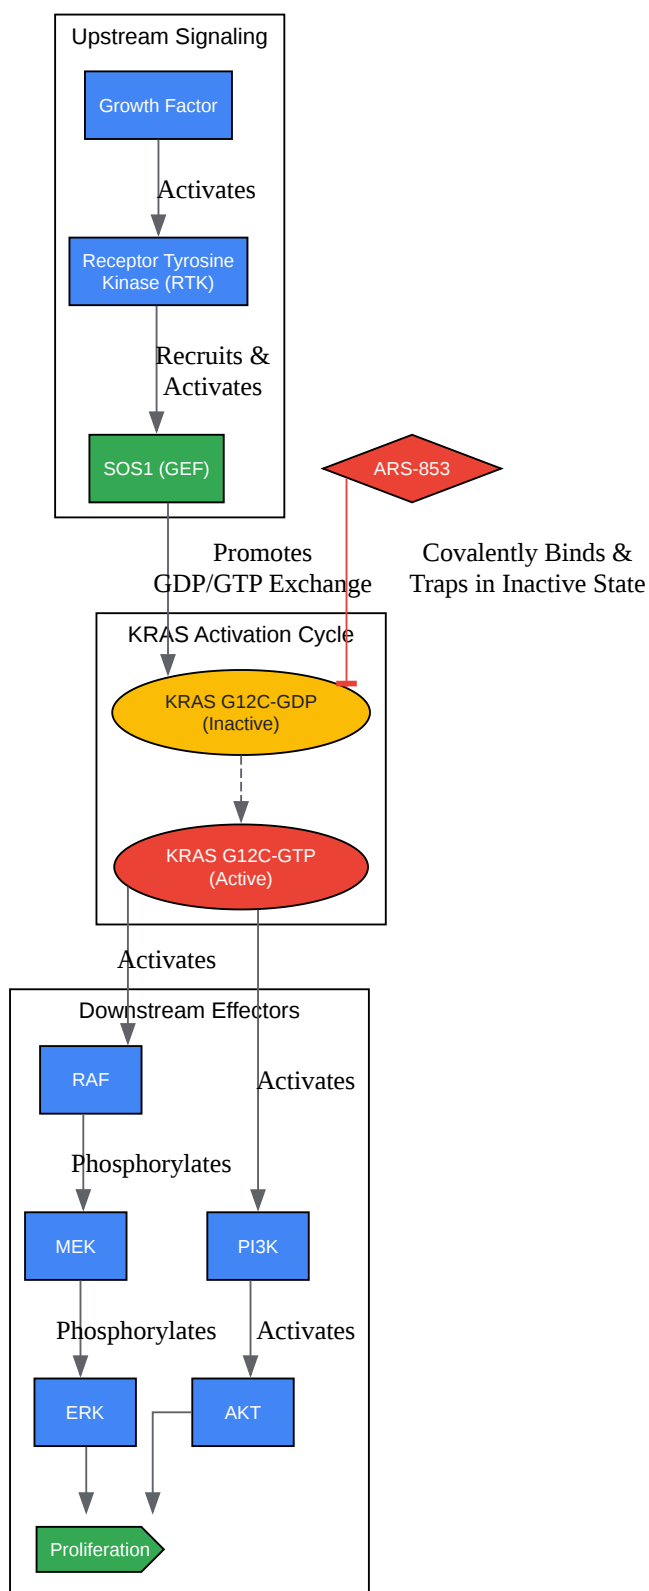 Upstream Signaling
Growth Factor
Activates
Receptor Tyrosine
Kinase (RTK)
Recruits &
Activates
SOS1 (GEF)
ARS-853
Promotes
GDP/GTP Exchange
Covalently Binds &
Traps in Inactive State
KRAS Activation Cycle
KRAS G12C-GDP
(Inactive)
KRAS G12C-GTP
(Active)
Activates
Downstream Effectors
RAF
Activates
Phosphorylates
MEK
PI3K
Phosphorylates
Activates
ERK
AKT
Proliferation